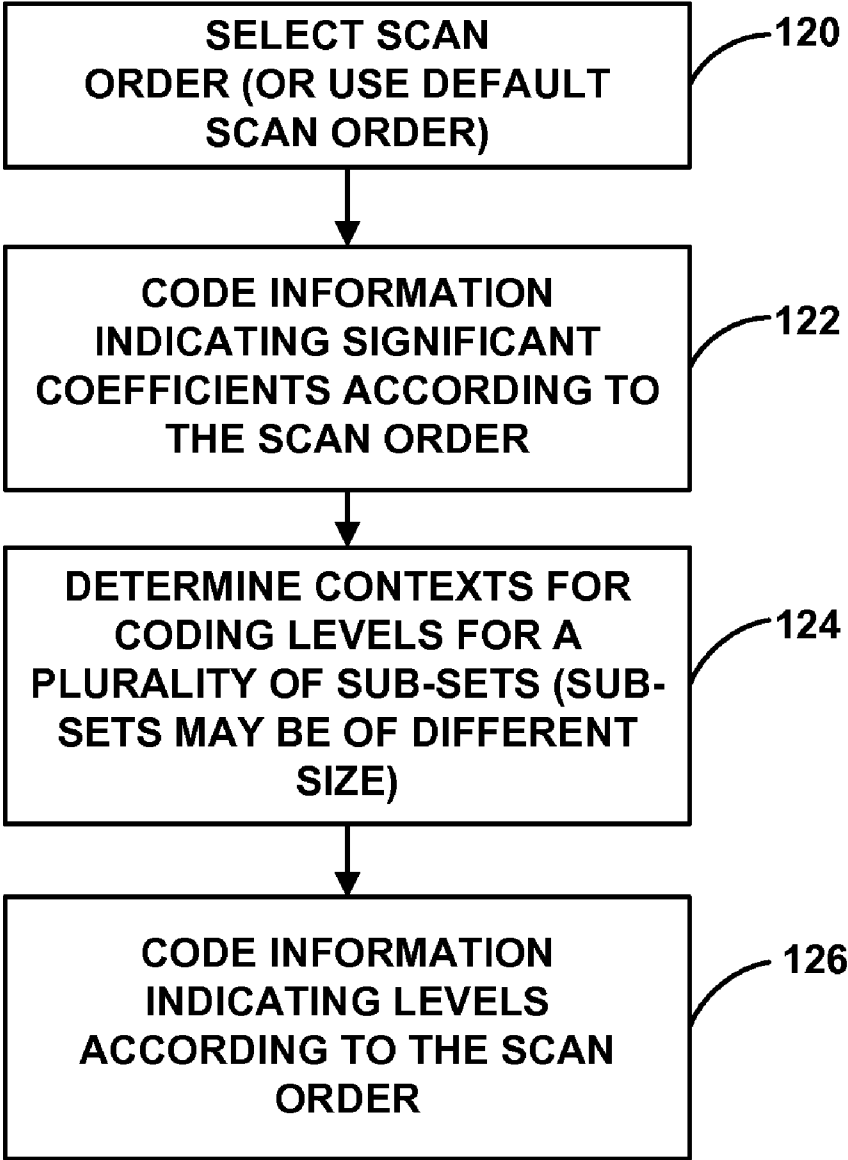 SELECT SCAN
ORDER (OR USE DEFAULT
SCAN ORDER)
120
CODE INFORMATION
INDICATING SIGNIFICANT
COEFFICIENTS ACCORDING TO
THE SCAN ORDER
122
DETERMINE CONTEXTS FOR
CODING LEVELS FOR A
PLURALITY OF SUB-SETS (SUB-
SETS MAY BE OF DIFFERENT
SIZE)
124
CODE INFORMATION
INDICATING LEVELS
ACCORDING TO THE SCAN
ORDER
126